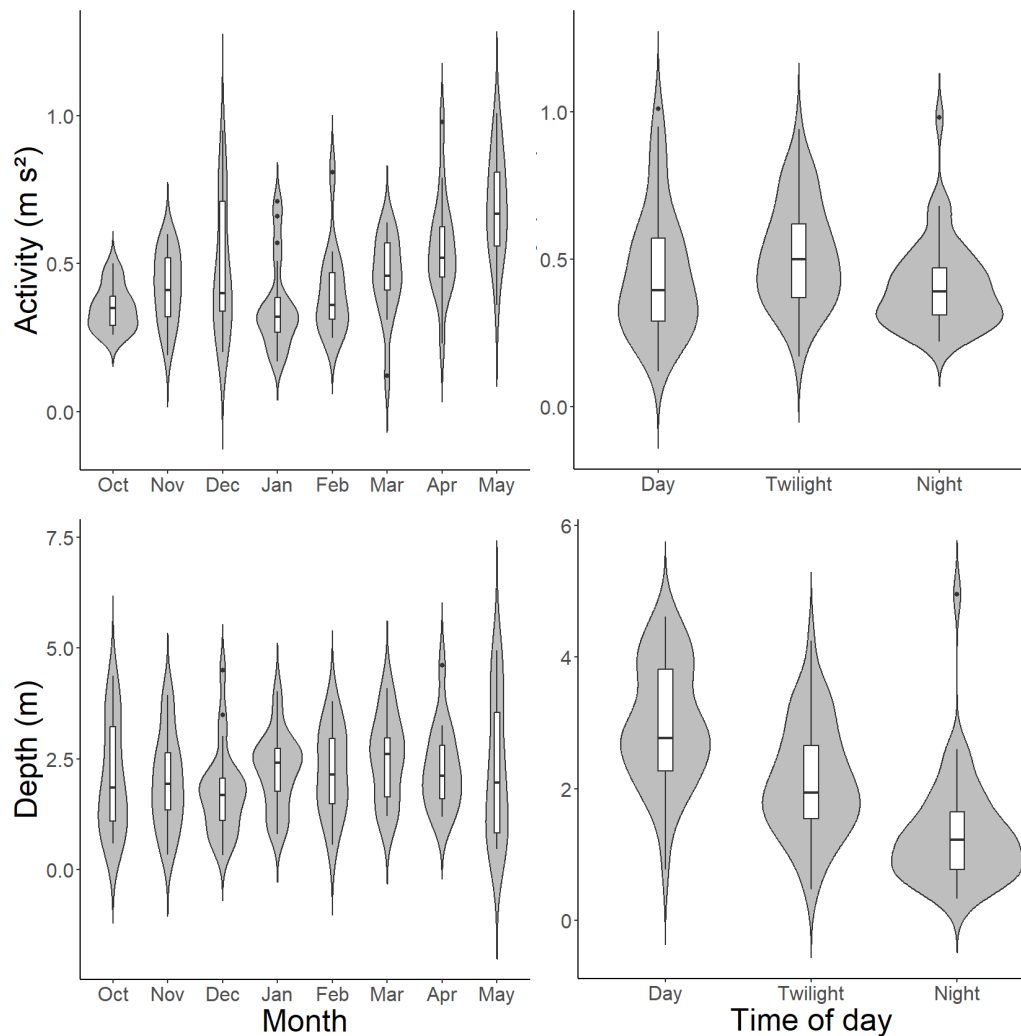 Activity (m s²)
1.0
0.5
0.0
Oct Nov Dec Jan Feb Mar Apr May
1.0
0.5
0.0
Day Twilight Night
Depth (m)
7.5
5.0
2.5
0.0
Oct Nov Dec Jan Feb Mar Apr May
Month
6
4
2
0
Day Twilight Night
Time of day